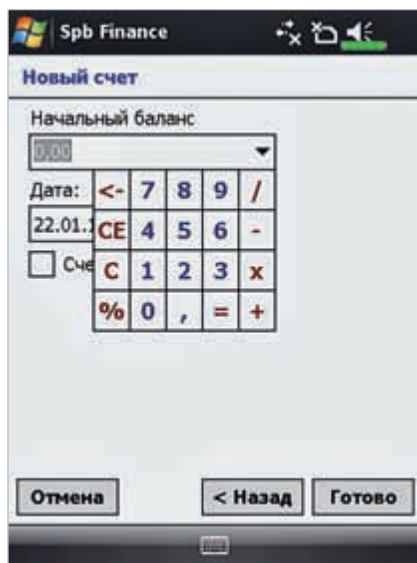 Spb Finance
Новый счет
Начальный баланс
0,00
Дата:
22.01.1
Сче
<- 7 8 9 /
CE 4 5 6 -
C 1 2 3 x
% 0 , = +
Отмена < Назад Готово